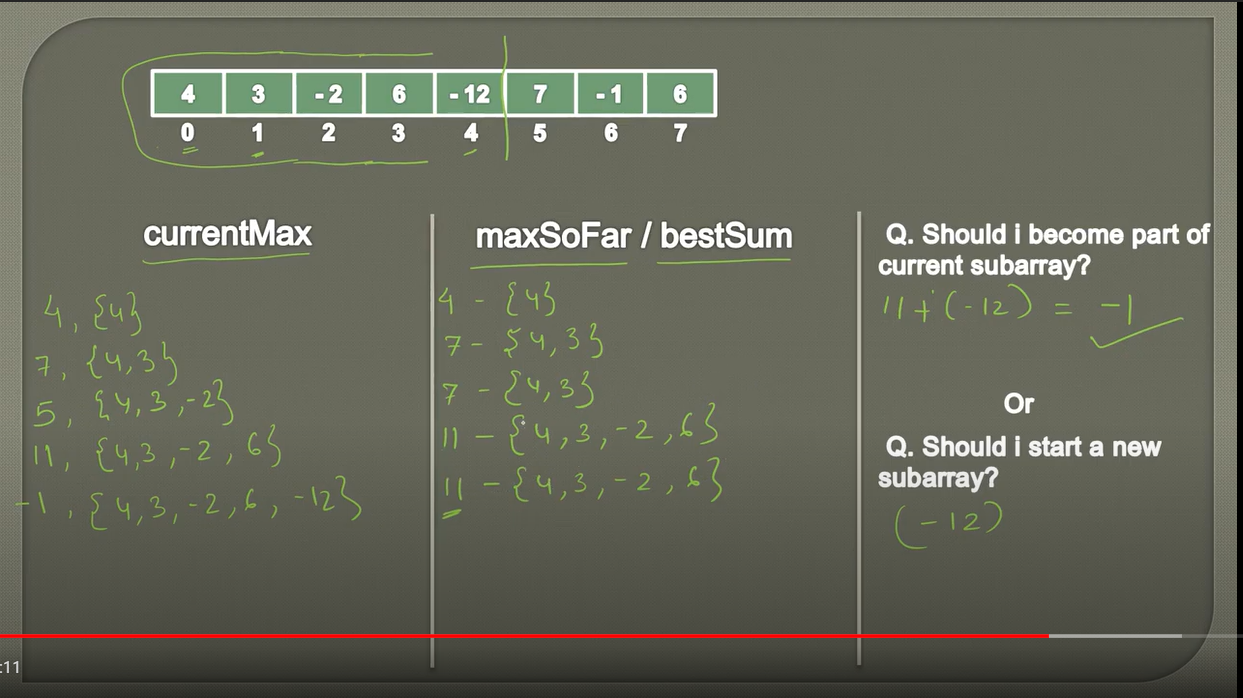 4 3 -2 6 -12 7 -1 6
0 1 2 3 4 5 6 7
currentMax
4, {4}
7, {4,3}
5, {4,3,-2}
11, {4,3,-2,6}
-1, {4,3,-2,6,-12}
maxSoFar / bestSum
4 - {4}
7 - {4,3}
7 - {4,3}
11 - {4,3,-2,6}
11 - {4,3,-2,6}
Q. Should i become part of
current subarray?
11+(-12) = -1
Or
Q. Should i start a new
subarray?
(-12)
:11